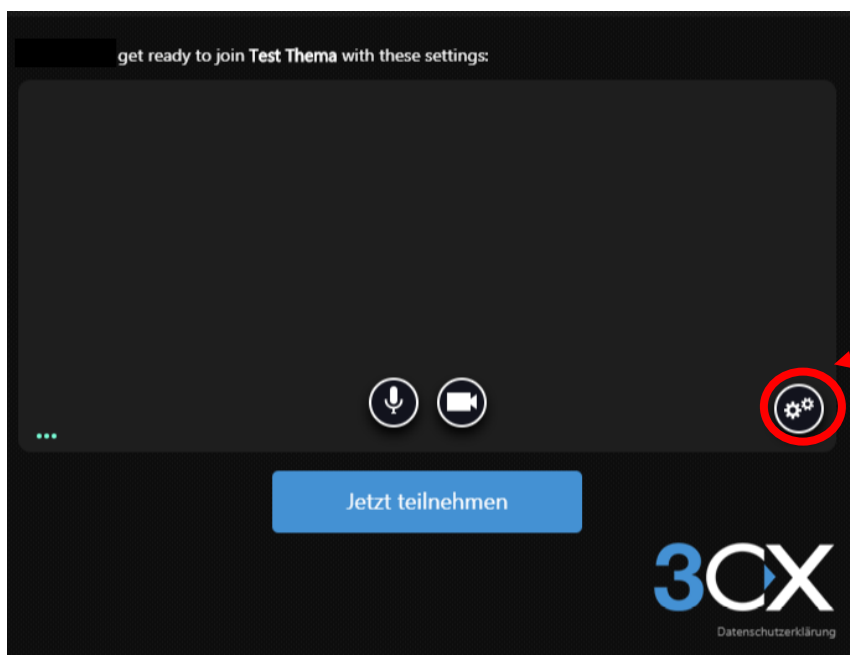 get ready to join Test Thema with these settings:
Jetzt teilnehmen
3CX
Datenschutzerklärung